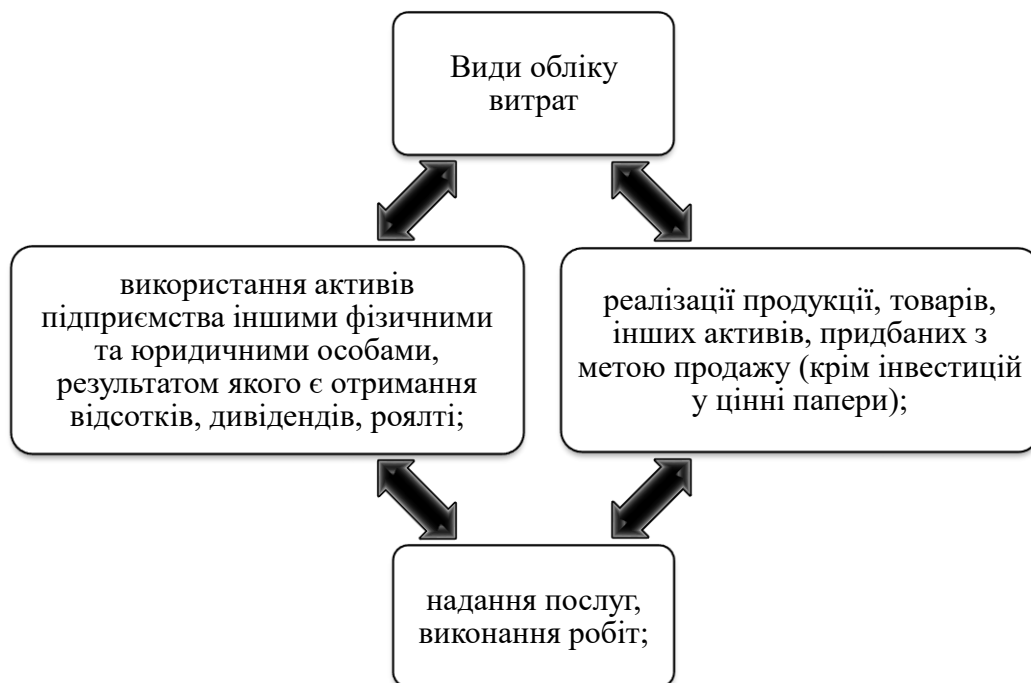 Види обліку
витрат
використання активів
підприємства іншими фізичними
та юридичними особами,
результатом якого є отримання
відсотків, дивідендів, роялті;
реалізації продукції, товарів,
інших активів, придбаних з
метою продажу (крім інвестицій
у цінні папери);
надання послуг,
виконання робіт;